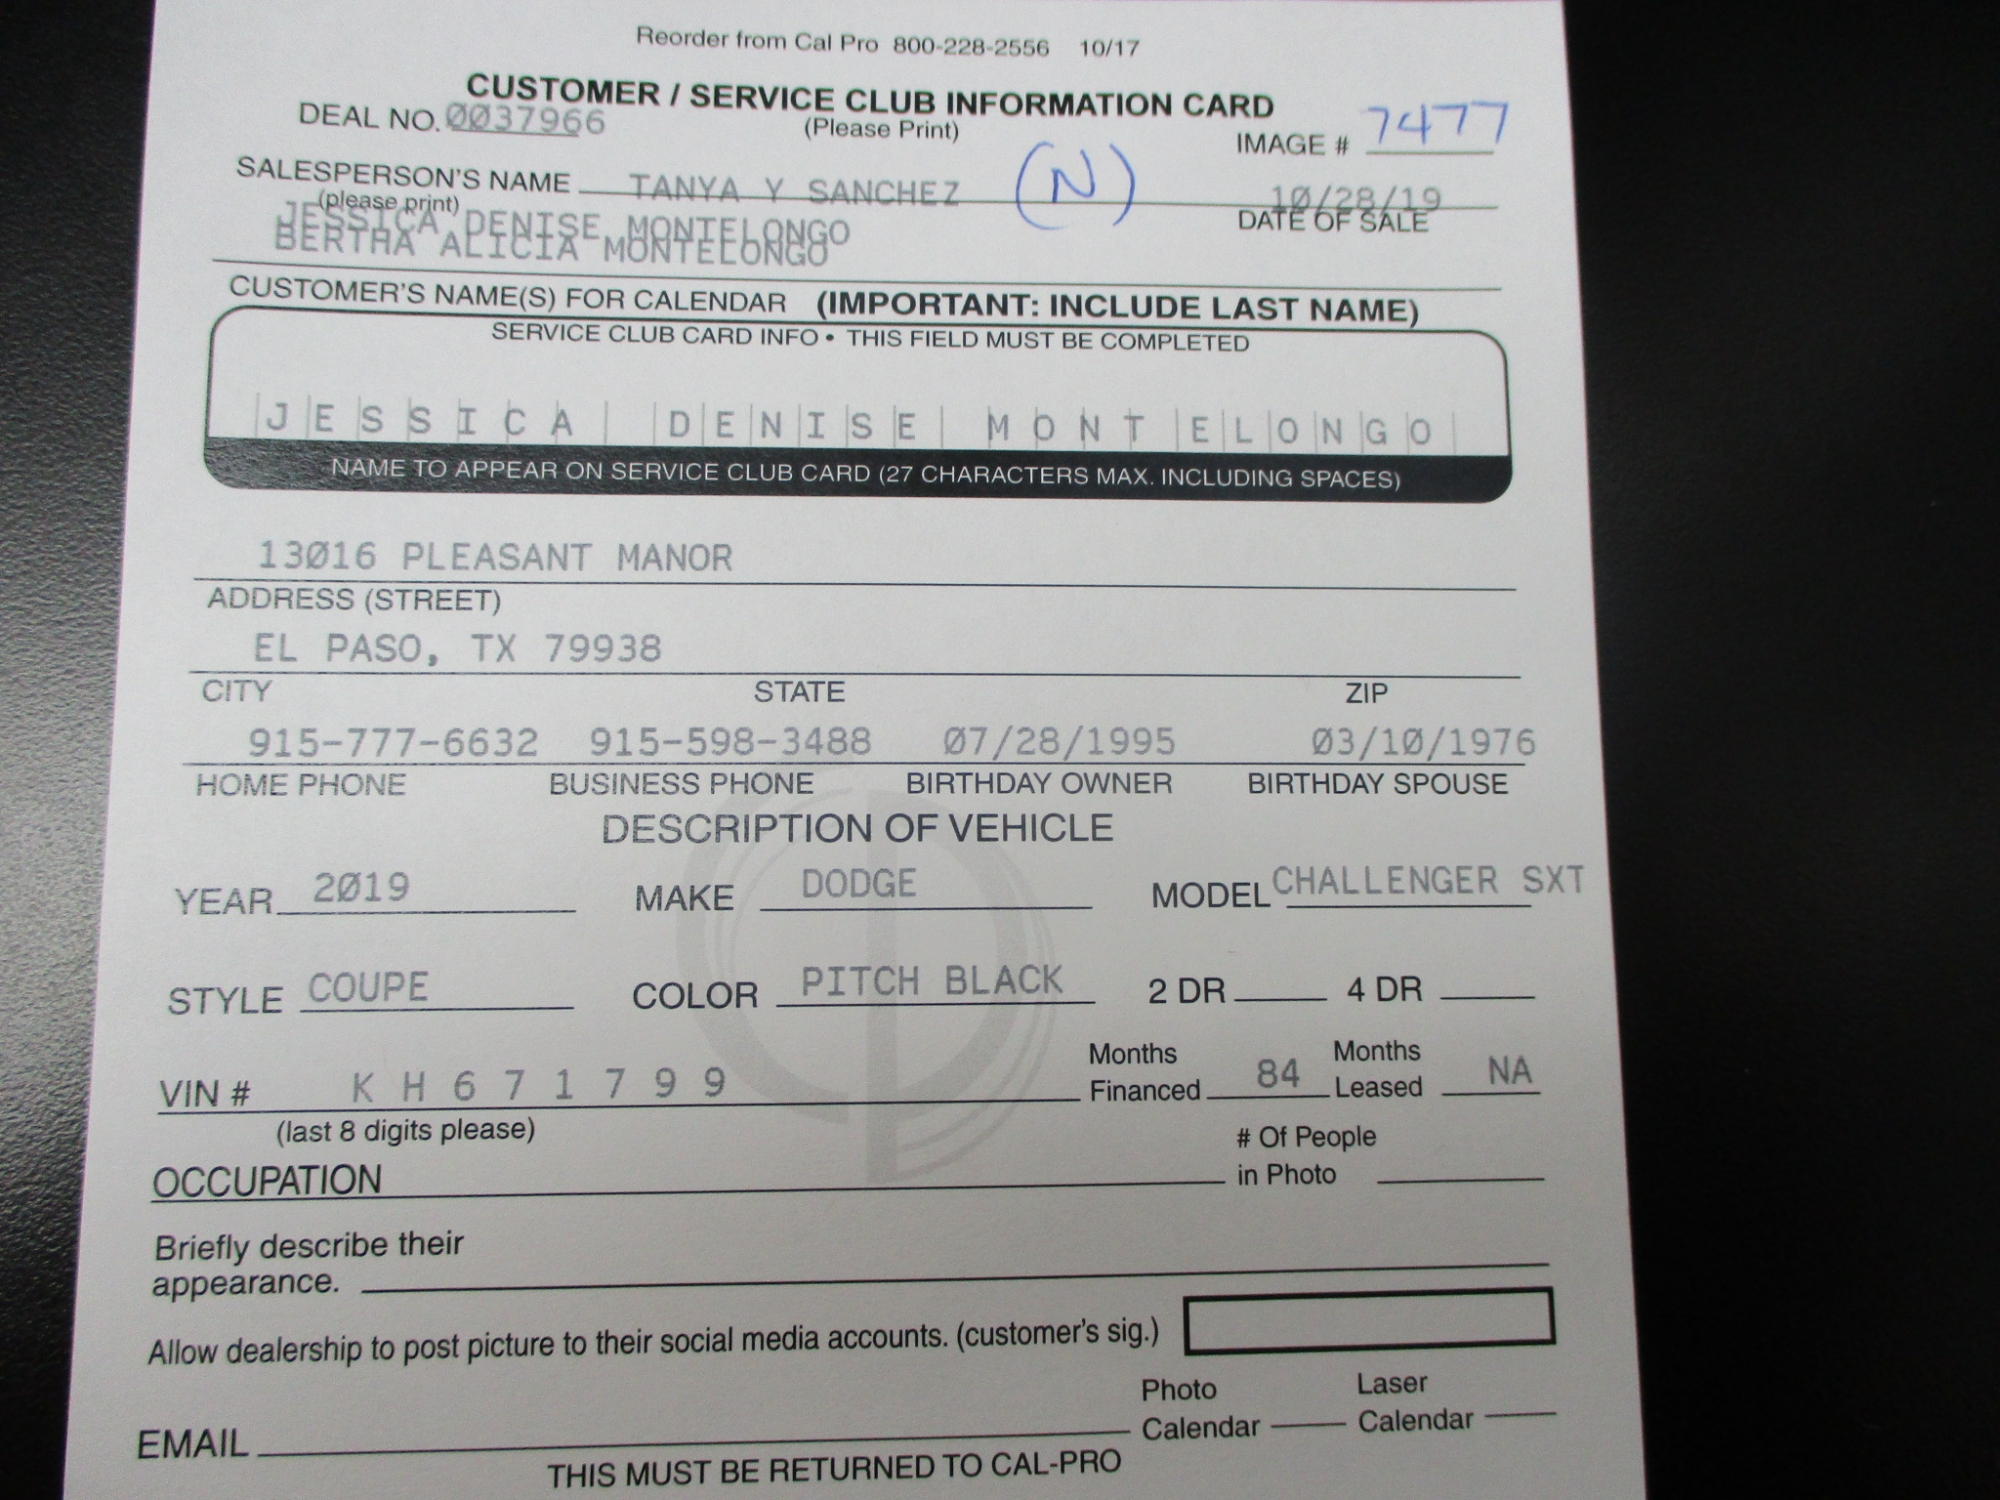 Reorder from Cal Pro 800-228-2556 10/17
CUSTOMER / SERVICE CLUB INFORMATION CARD
DEAL NO. 0037966 (Please Print) IMAGE # 7477
SALESPERSON'S NAME TANYA Y SANCHEZ (N) 10/28/19
(please print) DATE OF SALE
JESSICA DENISE MONTELONGO
BERTHA ALICIA MONTELONGO
CUSTOMER'S NAME(S) FOR CALENDAR (IMPORTANT: INCLUDE LAST NAME)
SERVICE CLUB CARD INFO • THIS FIELD MUST BE COMPLETED
JESSICA DENISE MONTELONGO
NAME TO APPEAR ON SERVICE CLUB CARD (27 CHARACTERS MAX. INCLUDING SPACES)
13016 PLEASANT MANOR
ADDRESS (STREET)
EL PASO, TX 79938
CITY STATE ZIP
915-777-6632 915-598-3488 07/28/1995 03/10/1976
HOME PHONE BUSINESS PHONE BIRTHDAY OWNER BIRTHDAY SPOUSE
DESCRIPTION OF VEHICLE
YEAR 2019 MAKE DODGE MODEL CHALLENGER SXT
STYLE COUPE COLOR PITCH BLACK 2 DR 4 DR
Months Months
VIN # K H 6 7 1 7 9 9 Financed 84 Leased NA
(last 8 digits please) # Of People
OCCUPATION in Photo
Briefly describe their
appearance.
Allow dealership to post picture to their social media accounts. (customer's sig.)
Photo Laser
EMAIL Calendar Calendar
THIS MUST BE RETURNED TO CAL-PRO